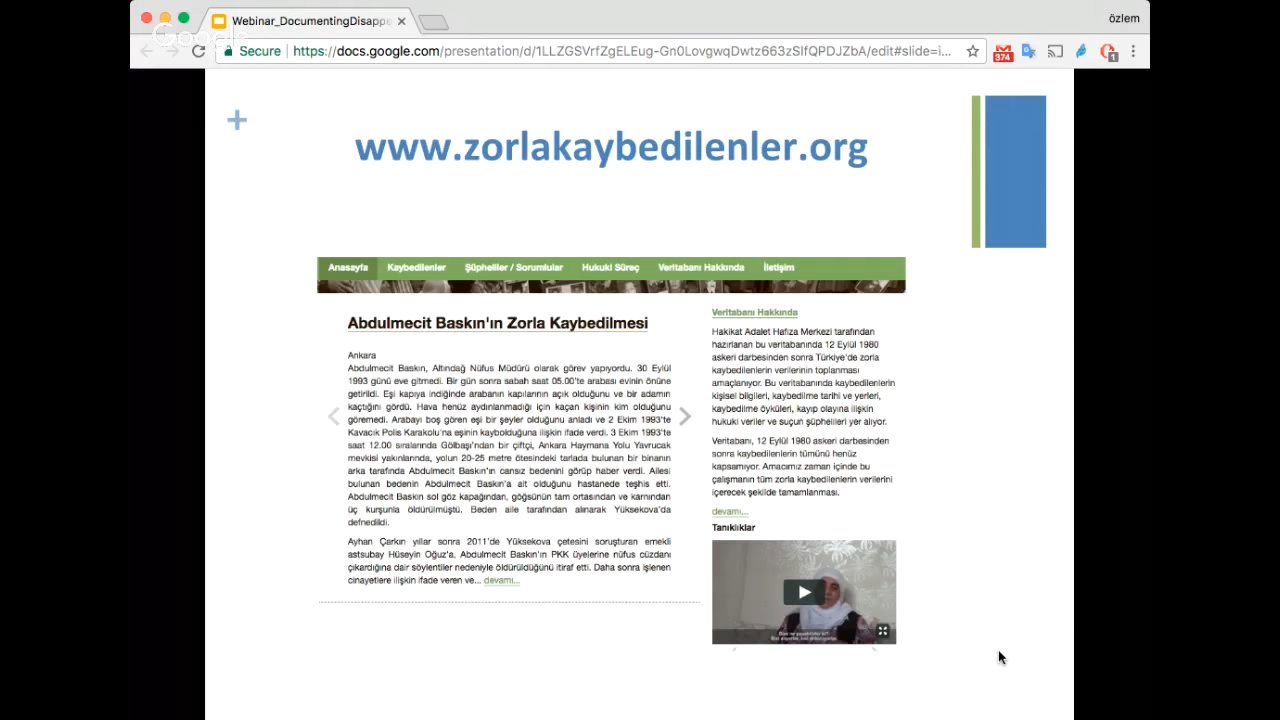 Webinar_DocumentingDisappe
özlem
Google
Secure
https://docs.google.com/presentation/d/1LLZGSVrfZgELEug-Gn0LovgwqDwtz663zSlfQPDJZbA/edit#slide=i...
374
1
+
www.zorlakaybedilenler.org
Anasayfa Kaybedilenler Şüpheliler / Sorumlular Hukuki Süreç Veritabanı Hakkında İletişim
Abdulmecit Baskın'ın Zorla Kaybedilmesi
Ankara
Abdulmecit Baskın, Altındağ Nüfus Müdürü olarak görev yapıyordu. 30 Eylül
1993 günü eve gitmedi. Bir gün sonra sabah saat 05.00'te arabası evinin önüne
getirildi. Eşi kapıya indiğinde arabanın kapılarının açık olduğunu ve bir adamın
kaçtığını gördü. Hava henüz aydınlanmadığı için kaçan kişinin kim olduğunu
göremedi. Arabayı boş gören eşi bir şeyler olduğunu anladı ve 2 Ekim 1993'te
Kavacık Polis Karakolu'na eşinin kaybolduğuna ilişkin ifade verdi. 3 Ekim 1993'te
saat 12.00 sıralarında Gölbaşı'ndan bir çiftçi, Ankara Haymana Yolu Yavrucak
mevkisi yakınlarında, yolun 20-25 metre ötesindeki tarlada bulunan bir binanın
arka tarafında Abdulmecit Baskın'ın cansız bedenini görüp haber verdi. Ailesi
bulunan bedenin Abdulmecit Baskın'a ait olduğunu hastanede teşhis etti.
Abdulmecit Baskın sol göz kapağından, göğsünün tam ortasından ve karnından
üç kurşunla öldürülmüştü. Beden aile tarafından alınarak Yüksekova'da
defnedildi.
Ayhan Çarkın yıllar sonra 2011'de Yüksekova çetesini soruşturan emekli
astsubay Hüseyin Oğuz'a, Abdulmecit Baskın'ın PKK üyelerine nüfus cüzdanı
çıkardığına dair söylentiler nedeniyle öldürüldüğünü itiraf etti. Daha sonra işlenen
cinayetlere ilişkin ifade veren ve... devamı...
Veritabanı Hakkında
Hakikat Adalet Hafıza Merkezi tarafından
hazırlanan bu veritabanında 12 Eylül 1980
askeri darbesinden sonra Türkiye'de zorla
kaybedilenlerin verilerinin toplanması
amaçlanıyor. Bu veritabanında kaybedilenlerin
kişisel bilgileri, kaybedilme tarihi ve yerleri,
kaybedilme öyküleri, kayıp olayına ilişkin
hukuki veriler ve suçun şüphelileri yer alıyor.
Veritabanı, 12 Eylül 1980 askeri darbesinden
sonra kaybedilenlerin tümünü henüz
kapsamıyor. Amacımız zaman içinde bu
çalışmanın tüm zorla kaybedilenlerin verilerini
içerecek şekilde tamamlanması.
devamı...
Tanıklıklar